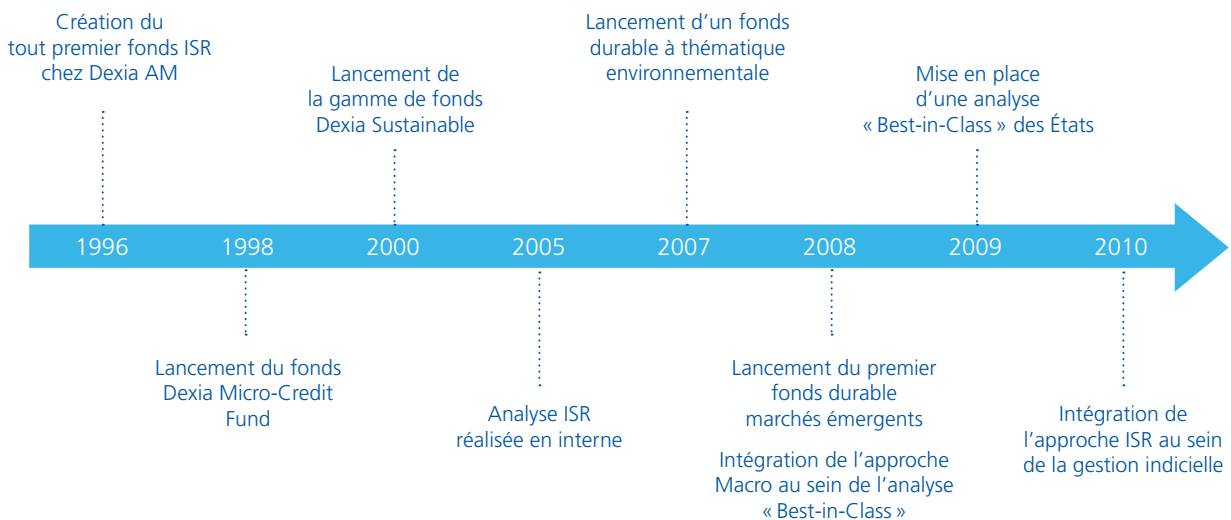 Création du
tout premier fonds ISR
chez Dexia AM
Lancement de
la gamme de fonds
Dexia Sustainable
Lancement d’un fonds
durable à thématique
environnementale
Mise en place
d’une analyse
« Best-in-Class » des États
1996
1998
2000
2005
2007
2008
2009
2010
Lancement du fonds
Dexia Micro-Credit
Fund
Analyse ISR
réalisée en interne
Lancement du premier
fonds durable
marchés émergents
Intégration de l’approche
Macro au sein de l’analyse
« Best-in-Class »
Intégration de
l’approche ISR au sein
de la gestion indicielle